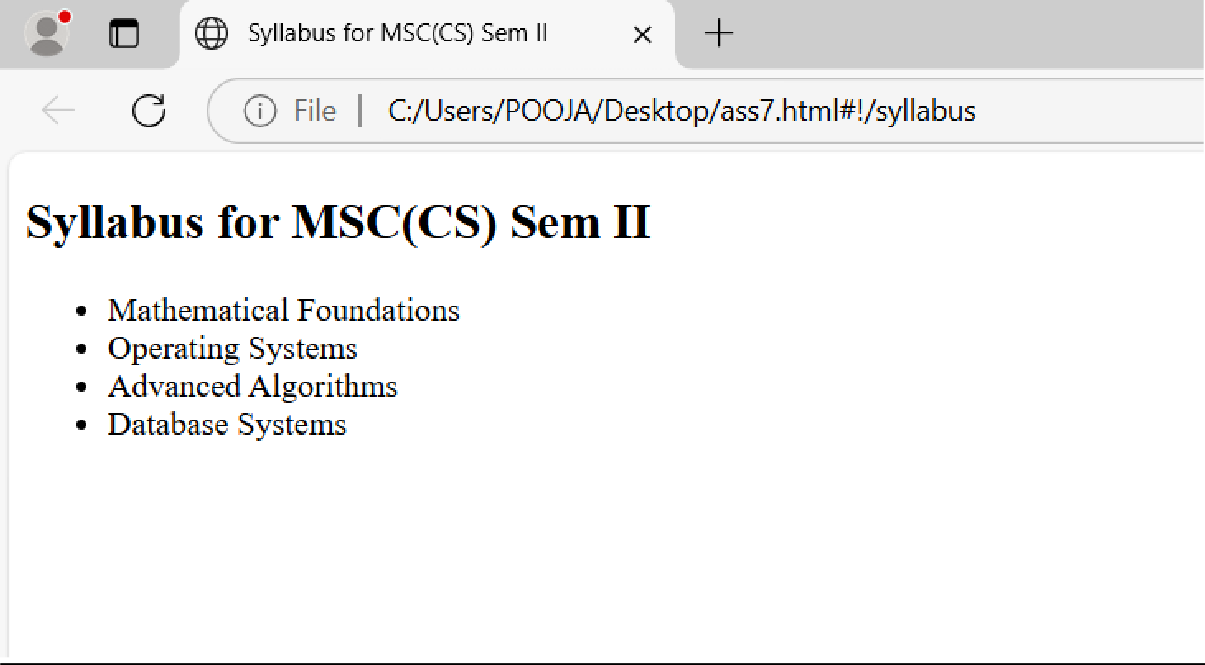 Syllabus for MSC(CS) Sem II
File | C:/Users/POOJA/Desktop/ass7.html#!/syllabus
Syllabus for MSC(CS) Sem II
• Mathematical Foundations
• Operating Systems
• Advanced Algorithms
• Database Systems